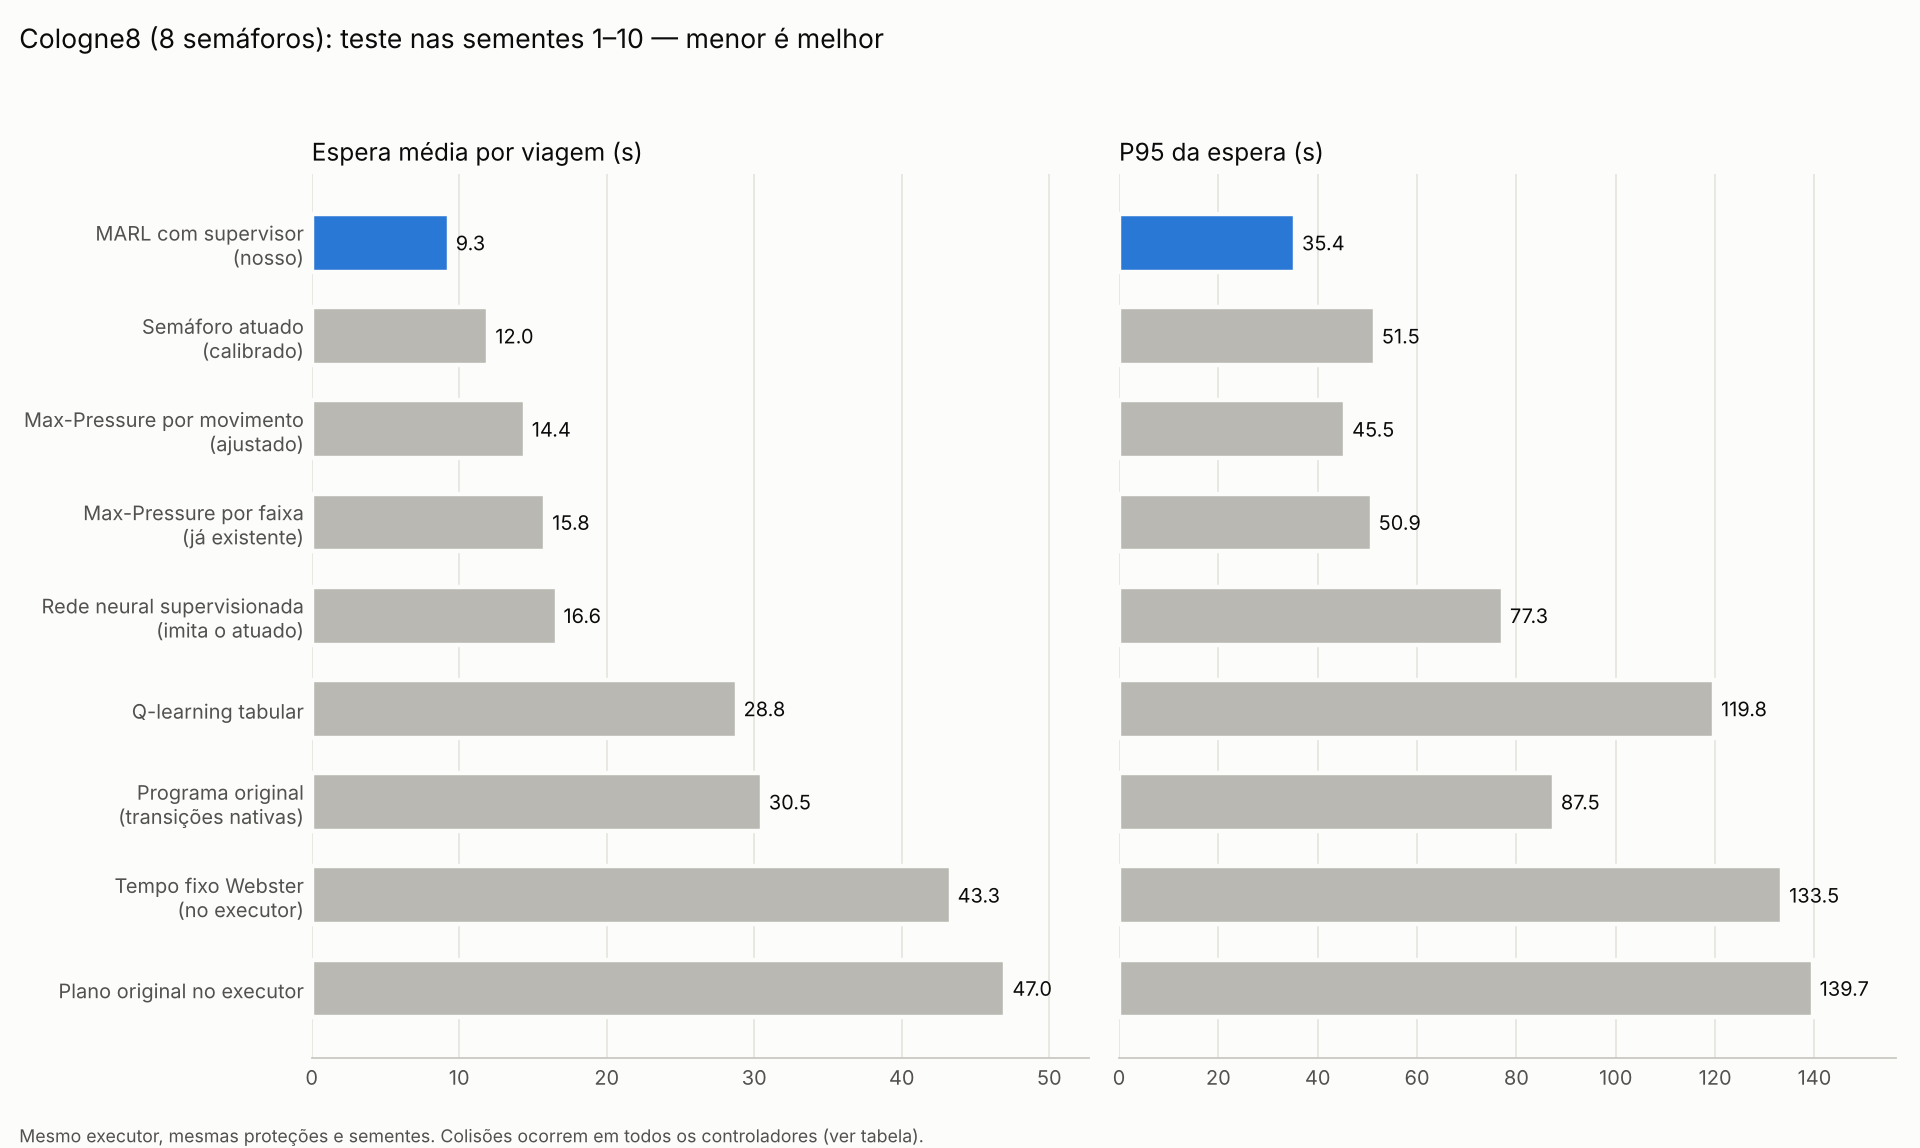 Cologne8 (8 semáforos): teste nas sementes 1–10 — menor é melhor
Espera média por viagem (s)
P95 da espera (s)
MARL com supervisor
(nosso)
9.3
35.4
Semáforo atuado
(calibrado)
12.0
51.5
Max-Pressure por movimento
(ajustado)
14.4
45.5
Max-Pressure por faixa
(já existente)
15.8
50.9
Rede neural supervisionada
(imita o atuado)
16.6
77.3
Q-learning tabular
28.8
119.8
Programa original
(transições nativas)
30.5
87.5
Tempo fixo Webster
(no executor)
43.3
133.5
Plano original no executor
47.0
139.7
0 10 20 30 40 50
0 20 40 60 80 100 120 140
Mesmo executor, mesmas proteções e sementes. Colisões ocorrem em todos os controladores (ver tabela).